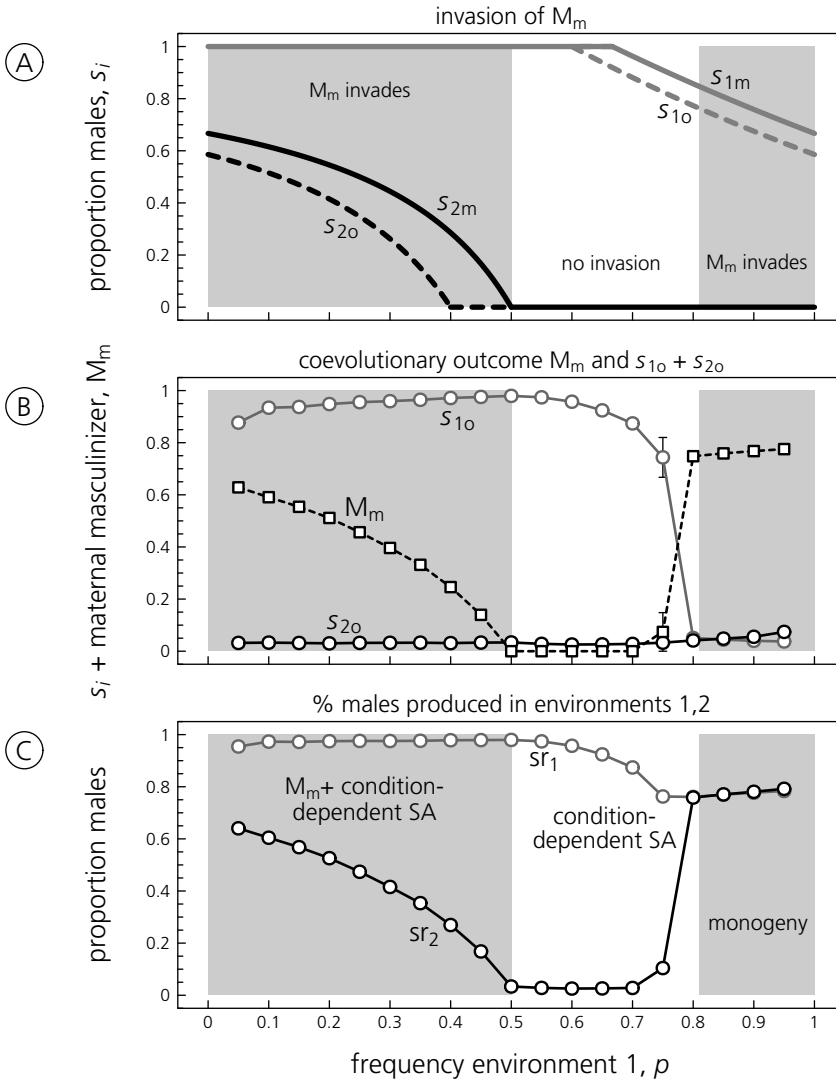 invasion of Mm
A
proportion males, si
1
0.8
0.6
0.4
0.2
0
Mm invades
s1m
s1o
s2m
s2o
no invasion
Mm invades
coevolutionary outcome Mm and s1o + s2o
B
si + maternal masculinizer, Mm
1
0.8
0.6
0.4
0.2
0
s1o
Mm
s2o
% males produced in environments 1,2
C
proportion males
1
0.8
0.6
0.4
0.2
0
sr1
Mm+ condition-
dependent SA
condition-
dependent SA
sr2
monogeny
0 0.1 0.2 0.3 0.4 0.5 0.6 0.7 0.8 0.9 1
frequency environment 1, p